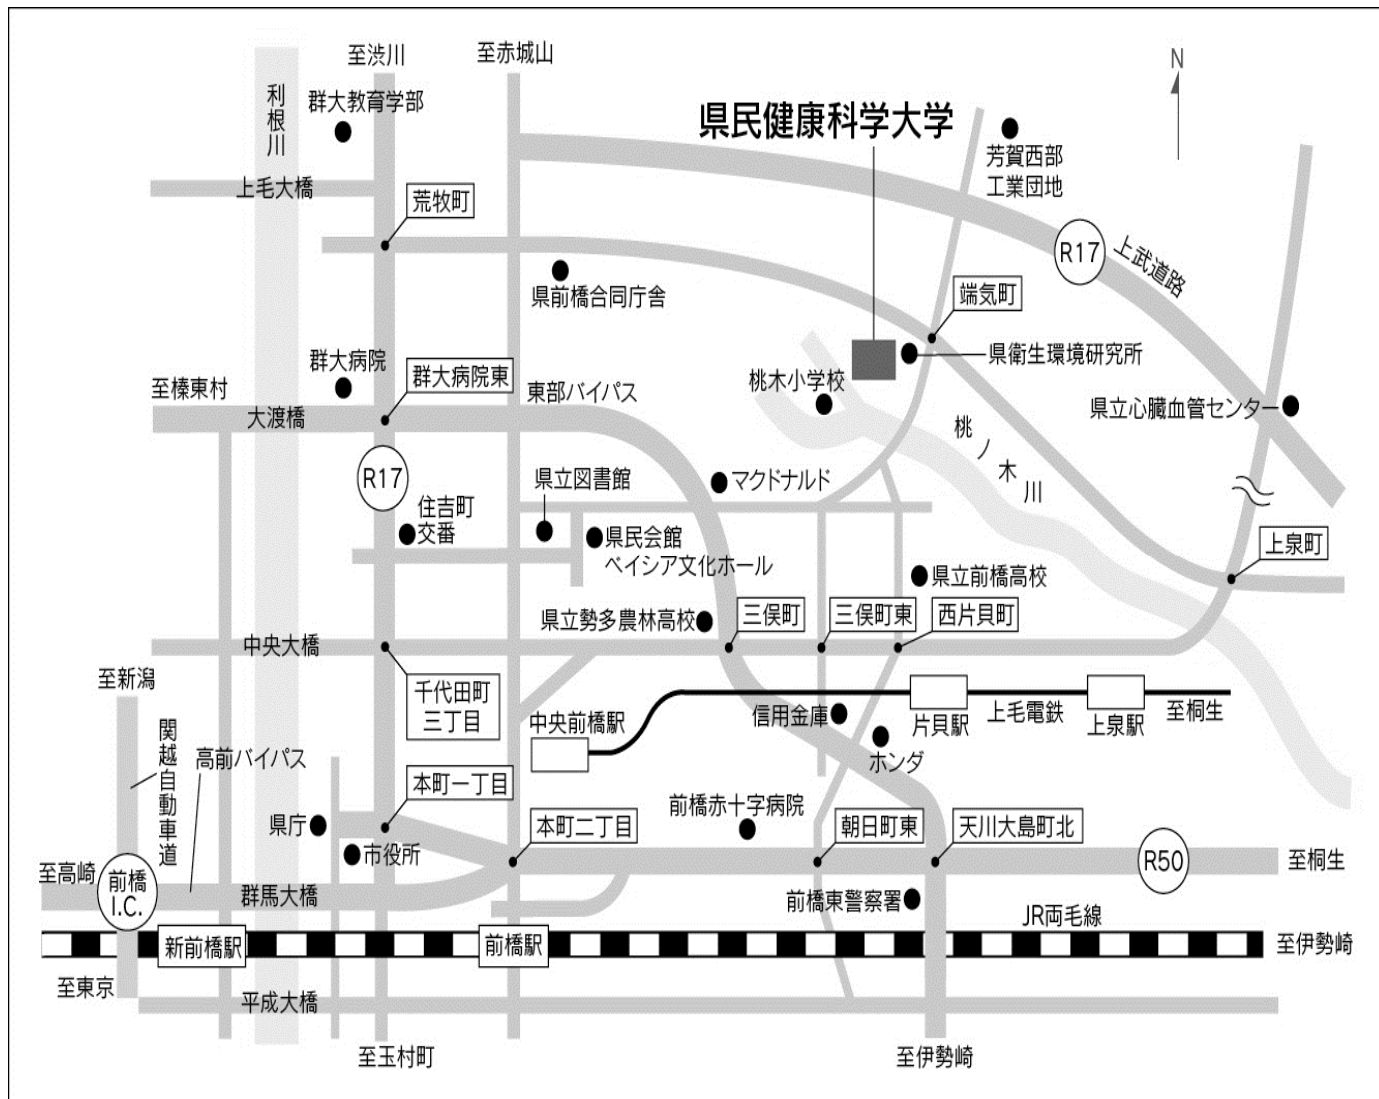 至渋川
至赤城山
N
利根川
群大教育学部
県民健康科学大学
芳賀西部
工業団地
上毛大橋
荒牧町
R17
上武道路
県前橋合同庁舎
端気町
群大病院
群大病院東
県衛生環境研究所
至榛東村
東部バイパス
桃木小学校
大渡橋
県立心臓血管センター
桃ノ木川
R17
県立図書館
マクドナルド
住吉町
交番
県民会館
ベイシア文化ホール
上泉町
県立前橋高校
県立勢多農林高校
三俣町
三俣町東
西片貝町
中央大橋
至新潟
千代田町
三丁目
中央前橋駅
信用金庫
片貝駅
上毛電鉄
上泉駅
至桐生
関越自動車道
高前バイパス
ホンダ
本町一丁目
県庁
本町二丁目
前橋赤十字病院
朝日町東
天川大島町北
市役所
R50
至桐生
至高崎
前橋
I.C.
群馬大橋
前橋東警察署
JR両毛線
新前橋駅
前橋駅
至伊勢崎
至東京
平成大橋
至玉村町
至伊勢崎